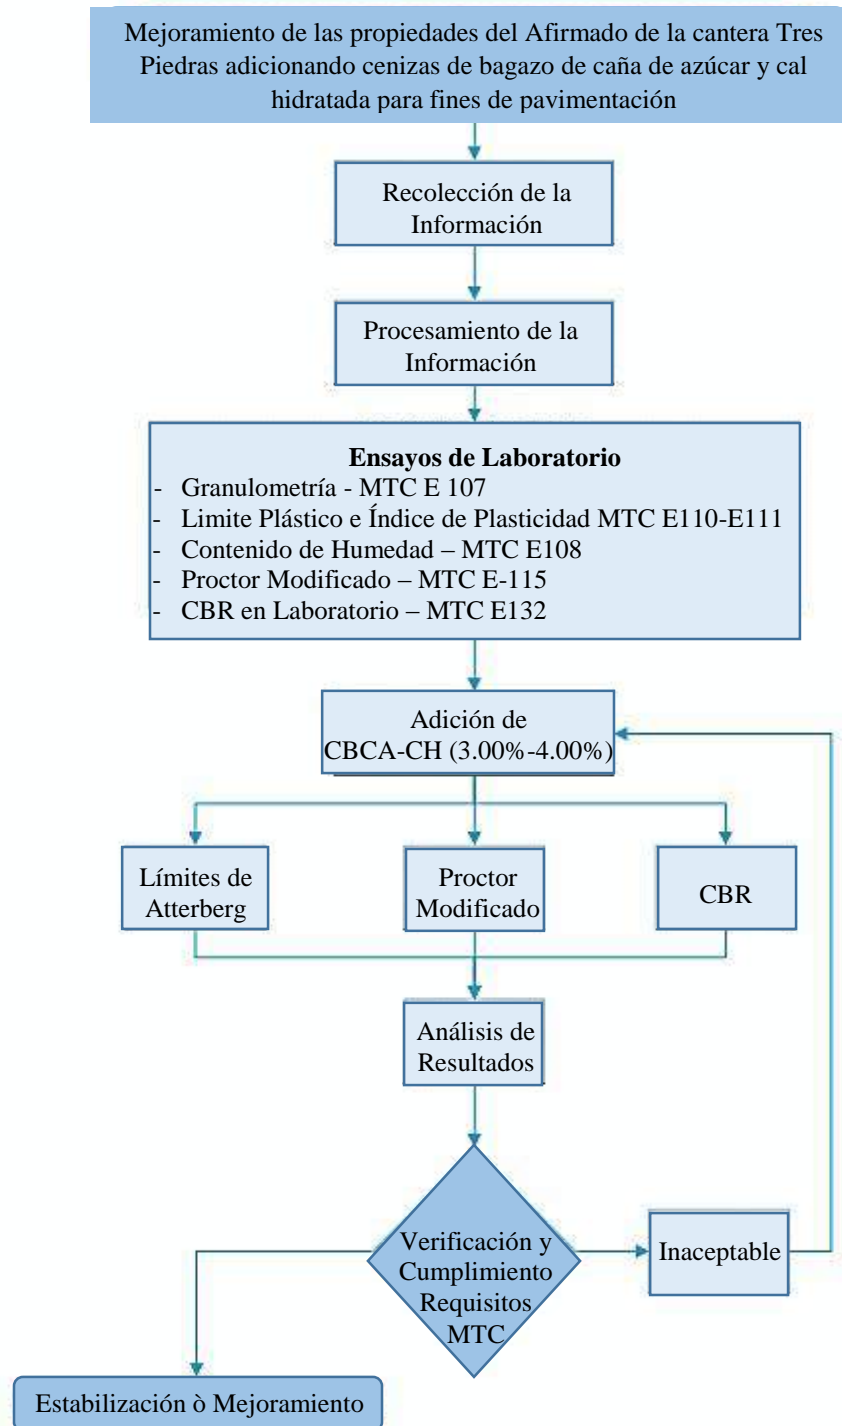 Mejoramiento de las propiedades del Afirmado de la cantera Tres
Piedras adicionando cenizas de bagazo de caña de azúcar y cal
hidratada para fines de pavimentación
Recolección de la
Información
Procesamiento de la
Información
Ensayos de Laboratorio
- Granulometría - MTC E 107
- Limite Plástico e Índice de Plasticidad MTC E110-E111
- Contenido de Humedad – MTC E108
- Proctor Modificado – MTC E-115
- CBR en Laboratorio – MTC E132
Adición de
CBCA-CH (3.00%-4.00%)
Límites de
Atterberg
Proctor
Modificado
CBR
Análisis de
Resultados
Verificación y
Cumplimiento
Requisitos
MTC
Inaceptable
Estabilización ò Mejoramiento